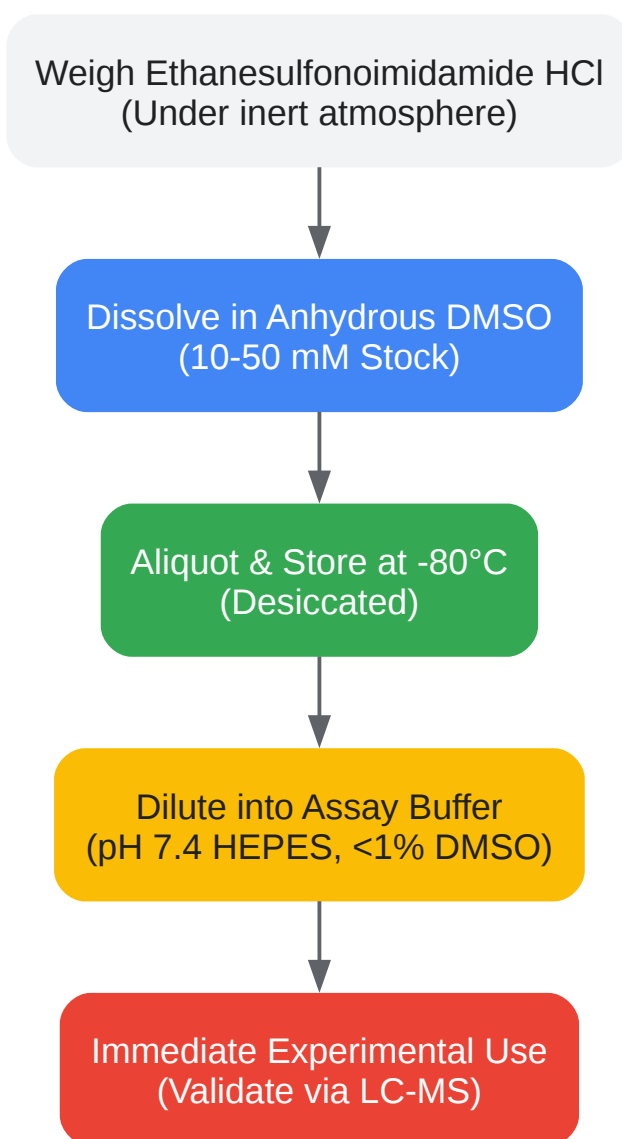 Weigh Ethanesulfonoimidamide HCl
(Under inert atmosphere)
Dissolve in Anhydrous DMSO
(10-50 mM Stock)
Aliquot & Store at -80°C
(Desiccated)
Dilute into Assay Buffer
(pH 7.4 HEPES, <1% DMSO)
Immediate Experimental Use
(Validate via LC-MS)